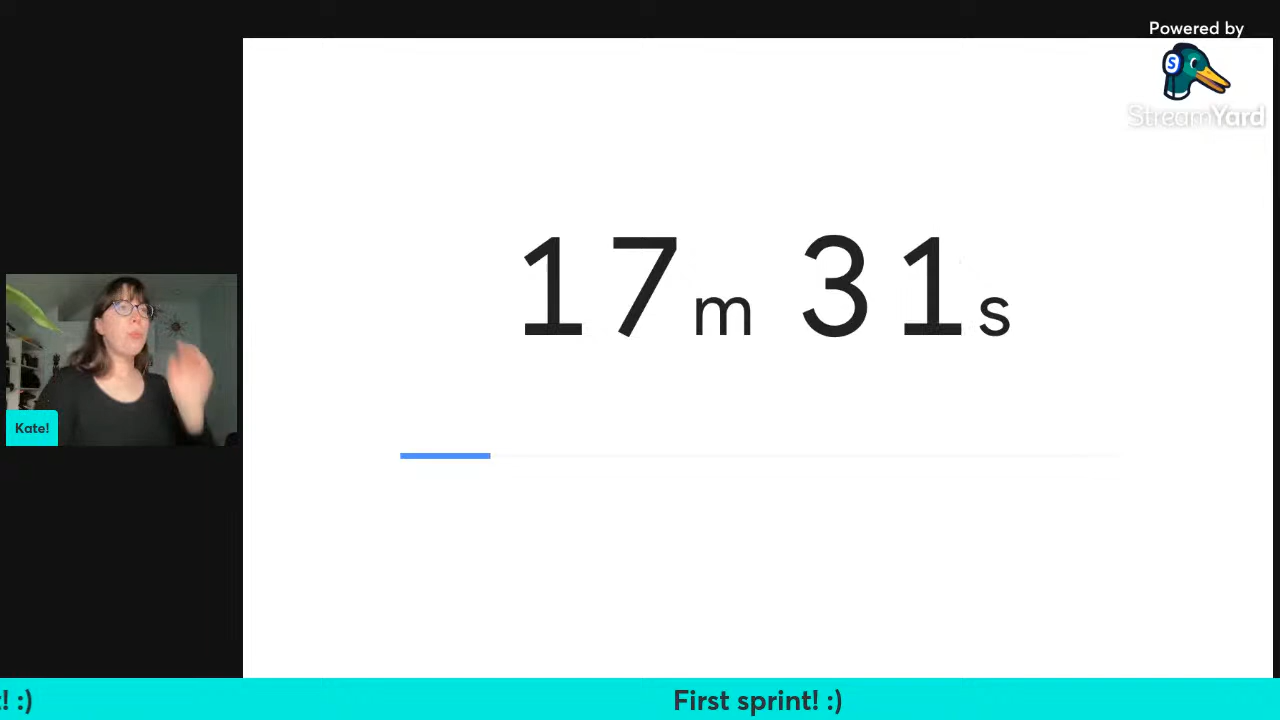 Powered by
S
StreamYard
17m 31s
Kate!
! :)
First sprint! :)